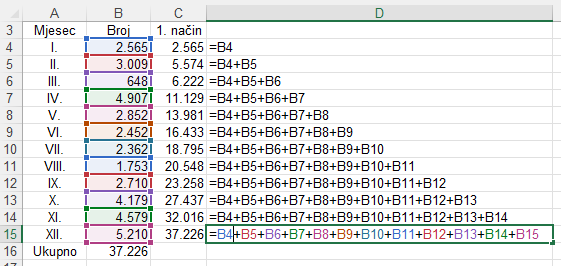 A B C D
3 Mjesec Broj 1. način
4 I. 2.565 2.565 =B4
5 II. 3.009 5.574 =B4+B5
6 III. 648 6.222 =B4+B5+B6
7 IV. 4.907 11.129 =B4+B5+B6+B7
8 V. 2.852 13.981 =B4+B5+B6+B7+B8
9 VI. 2.452 16.433 =B4+B5+B6+B7+B8+B9
10 VII. 2.362 18.795 =B4+B5+B6+B7+B8+B9+B10
11 VIII. 1.753 20.548 =B4+B5+B6+B7+B8+B9+B10+B11
12 IX. 2.710 23.258 =B4+B5+B6+B7+B8+B9+B10+B11+B12
13 X. 4.179 27.437 =B4+B5+B6+B7+B8+B9+B10+B11+B12+B13
14 XI. 4.579 32.016 =B4+B5+B6+B7+B8+B9+B10+B11+B12+B13+B14
15 XII. 5.210 37.226 =B4+B5+B6+B7+B8+B9+B10+B11+B12+B13+B14+B15
16 Ukupno 37.226